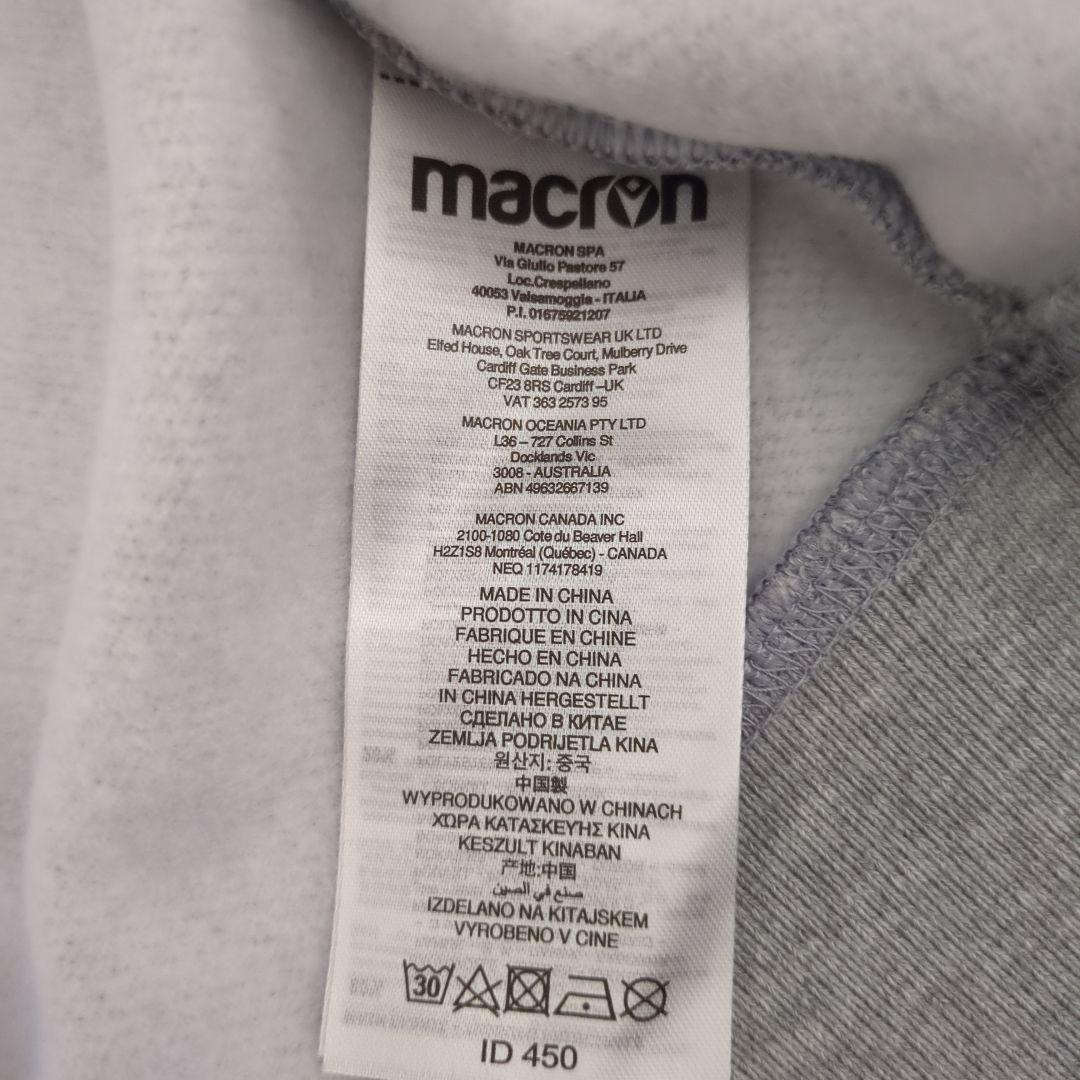 macron
MACRON SPA
Via Giulio Pastore 57
Loc.Crespellano
40053 Valsamoggia - ITALIA
P.I. 01675921207
MACRON SPORTSWEAR UK LTD
Elfed House, Oak Tree Court, Mulberry Drive
Cardiff Gate Business Park
CF23 8RS Cardiff –UK
VAT 363 2573 95
MACRON OCEANIA PTY LTD
L36 – 727 Collins St
Docklands Vic
3008 - AUSTRALIA
ABN 49632667139
MACRON CANADA INC
2100-1080 Cote du Beaver Hall
H2Z1S8 Montréal (Québec) - CANADA
NEQ 1174178419
MADE IN CHINA
PRODOTTO IN CINA
FABRIQUE EN CHINE
HECHO EN CHINA
FABRICADO NA CHINA
IN CHINA HERGESTELLT
СДЕЛАНО В КИТАЕ
ZEMLJA PODRIJETLA KINA
원산지: 중국
中国製
WYPRODUKOWANO W CHINACH
ΧΩΡΑ ΚΑΤΑΣΚΕΥΗΣ ΚΙΝΑ
KESZULT KINABAN
产地:中国
صنع في الصين
IZDELANO NA KITAJSKEM
VYROBENO V CINE
30
ID 450